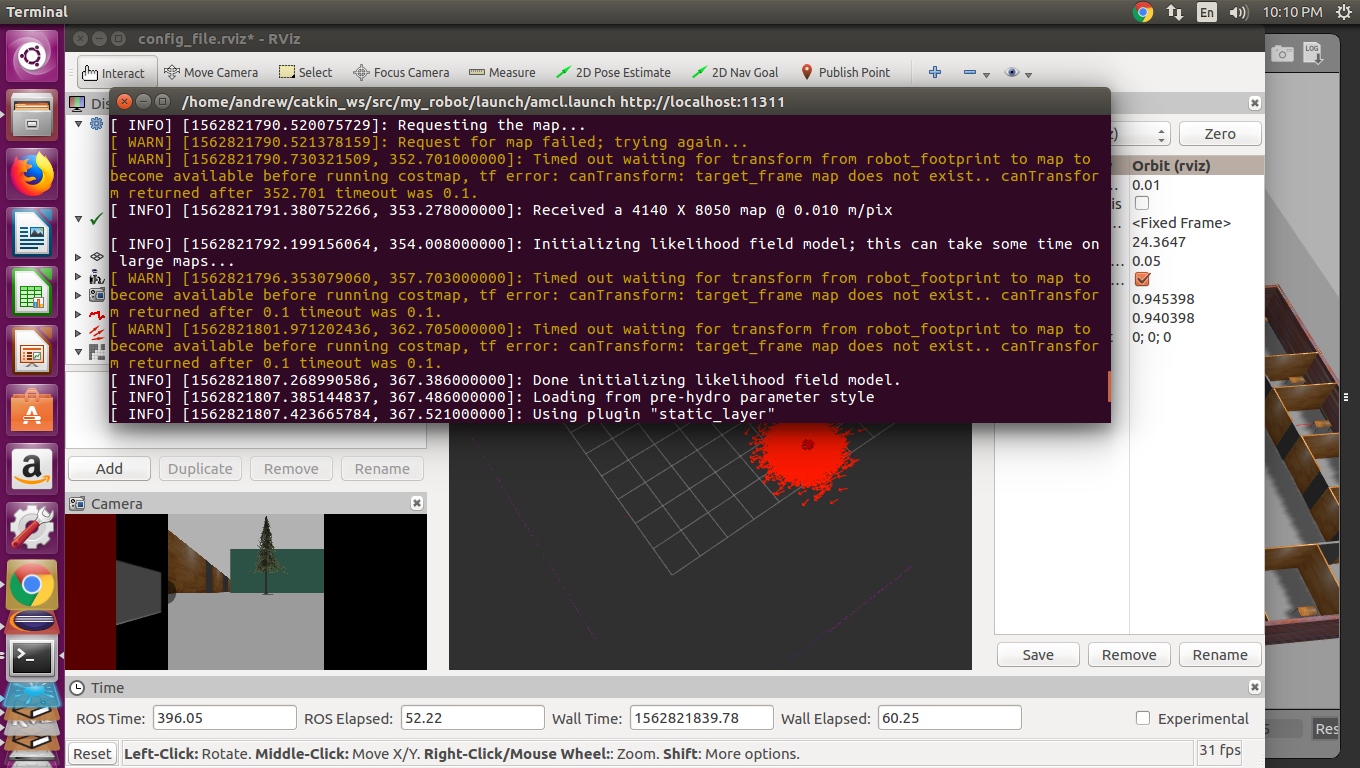 Terminal
En
10:10 PM
config_file.rviz* - RViz
LOG
Interact
Move Camera
Select
Focus Camera
Measure
2D Pose Estimate
2D Nav Goal
Publish Point
Dis
/home/andrew/catkin_ws/src/my_robot/launch/amcl.launch http://localhost:11311
[ INFO] [1562821790.520075729]: Requesting the map...
[ WARN] [1562821790.521378159]: Request for map failed; trying again...
[ WARN] [1562821790.730321509, 352.701000000]: Timed out waiting for transform from robot_footprint to map to
become available before running costmap, tf error: canTransform: target_frame map does not exist.. canTransfor
m returned after 352.701 timeout was 0.1.
[ INFO] [1562821791.380752266, 353.278000000]: Received a 4140 X 8050 map @ 0.010 m/pix
[ INFO] [1562821792.199156064, 354.008000000]: Initializing likelihood field model; this can take some time on
large maps...
[ WARN] [1562821796.353079060, 357.703000000]: Timed out waiting for transform from robot_footprint to map to
become available before running costmap, tf error: canTransform: target_frame map does not exist.. canTransfor
m returned after 0.1 timeout was 0.1.
[ WARN] [1562821801.971202436, 362.705000000]: Timed out waiting for transform from robot_footprint to map to
become available before running costmap, tf error: canTransform: target_frame map does not exist.. canTransfor
m returned after 0.1 timeout was 0.1.
[ INFO] [1562821807.268990586, 367.386000000]: Done initializing likelihood field model.
[ INFO] [1562821807.385144837, 367.486000000]: Loading from pre-hydro parameter style
[ INFO] [1562821807.423665784, 367.521000000]: Using plugin "static_layer"
z)
Zero
Orbit (rviz)
0.01
is
<Fixed Frame>
24.3647
0.05
0.945398
0.940398
0; 0; 0
Add
Duplicate
Remove
Rename
Camera
Save
Remove
Rename
Time
ROS Time:
396.05
ROS Elapsed:
52.22
Wall Time:
1562821839.78
Wall Elapsed:
60.25
Experimental
Reset
Left-Click: Rotate. Middle-Click: Move X/Y. Right-Click/Mouse Wheel:: Zoom. Shift: More options.
31 fps
Res